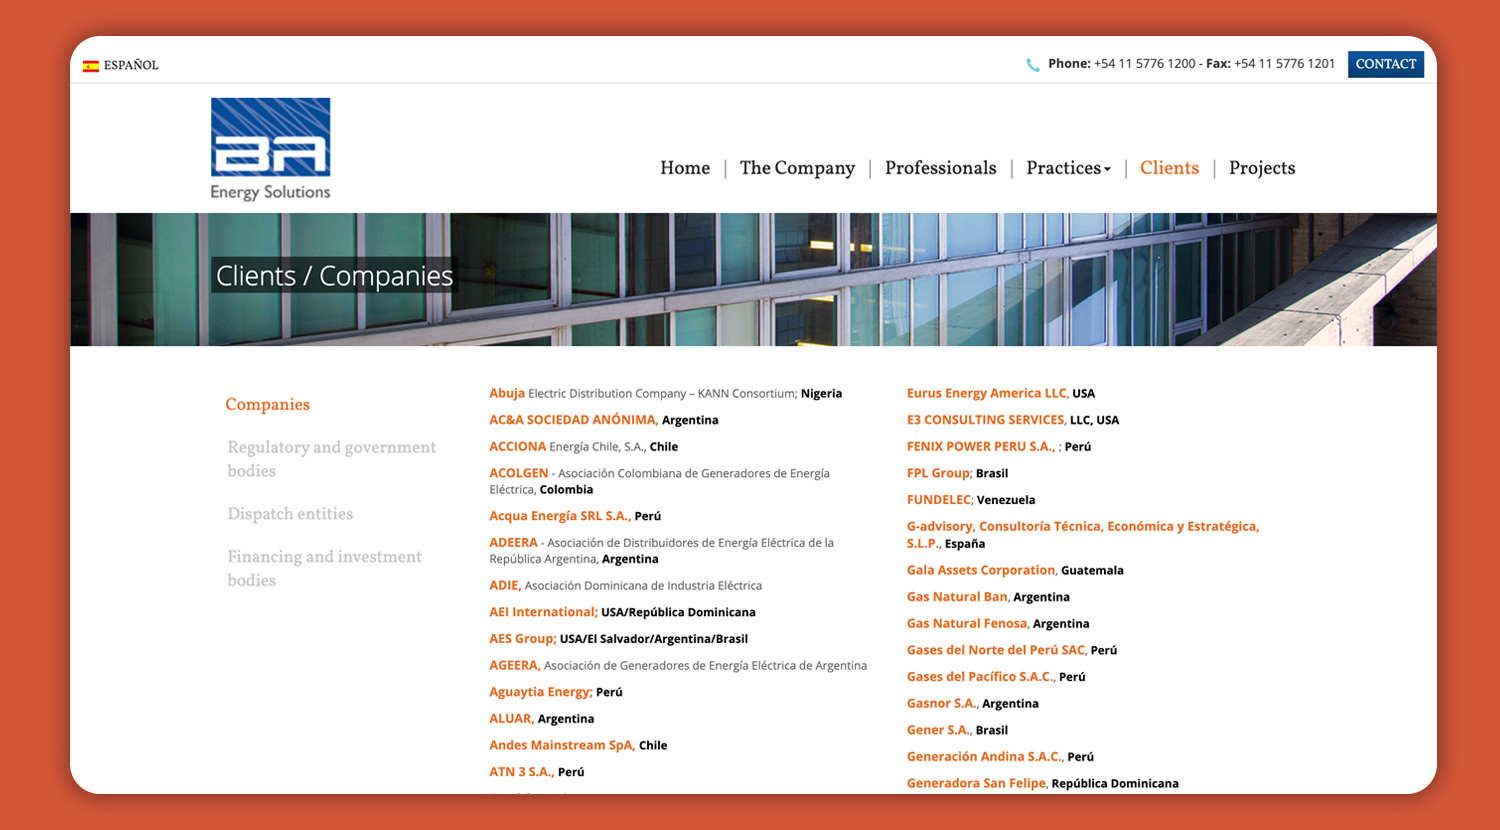 ESPAÑOL
Phone: +54 11 5776 1200 - Fax: +54 11 5776 1201
CONTACT
BA
Energy Solutions
Home | The Company | Professionals | Practices | Clients | Projects
Clients / Companies
Companies
Regulatory and government
bodies
Dispatch entities
Financing and investment
bodies
Abuja Electric Distribution Company – KANN Consortium; Nigeria
AC&A SOCIEDAD ANÓNIMA, Argentina
ACCIONA Energía Chile, S.A., Chile
ACOLGEN - Asociación Colombiana de Generadores de Energía
Eléctrica, Colombia
Acqua Energía SRL S.A., Perú
ADEERA - Asociación de Distribuidores de Energía Eléctrica de la
República Argentina, Argentina
ADIE, Asociación Dominicana de Industria Eléctrica
AEI International; USA/República Dominicana
AES Group; USA/El Salvador/Argentina/Brasil
AGEERA, Asociación de Generadores de Energía Eléctrica de Argentina
Aguaytia Energy; Perú
ALUAR, Argentina
Andes Mainstream SpA, Chile
ATN 3 S.A., Perú
Eurus Energy America LLC, USA
E3 CONSULTING SERVICES, LLC, USA
FENIX POWER PERU S.A., ; Perú
FPL Group; Brasil
FUNDELEC; Venezuela
G-advisory, Consultoría Técnica, Económica y Estratégica,
S.L.P., España
Gala Assets Corporation, Guatemala
Gas Natural Ban, Argentina
Gas Natural Fenosa, Argentina
Gases del Norte del Perú SAC, Perú
Gases del Pacífico S.A.C., Perú
Gasnor S.A., Argentina
Gener S.A., Brasil
Generación Andina S.A.C., Perú
Generadora San Felipe, República Dominicana